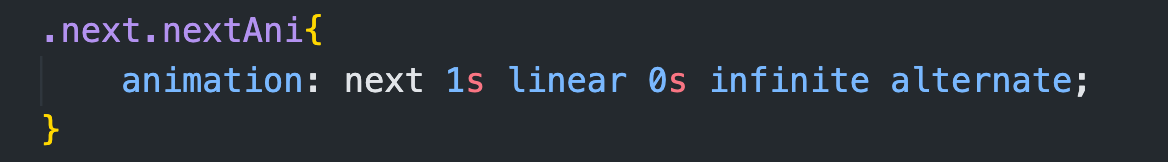 .next.nextAni{
    animation: next 1s linear 0s infinite alternate;
}